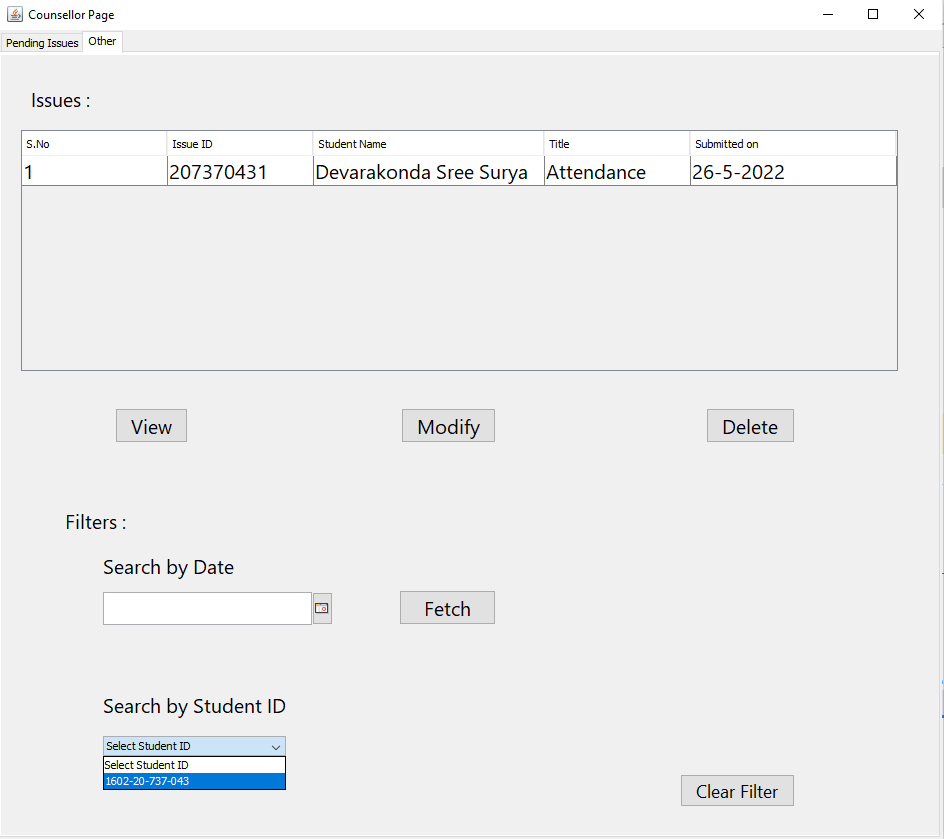 Counsellor Page
Pending Issues Other
Issues :
S.No Issue ID Student Name Title Submitted on
1 207370431 Devarakonda Sree Surya Attendance 26-5-2022
View Modify Delete
Filters :
Search by Date
Fetch
Search by Student ID
Select Student ID
Select Student ID
1602-20-737-043
Clear Filter